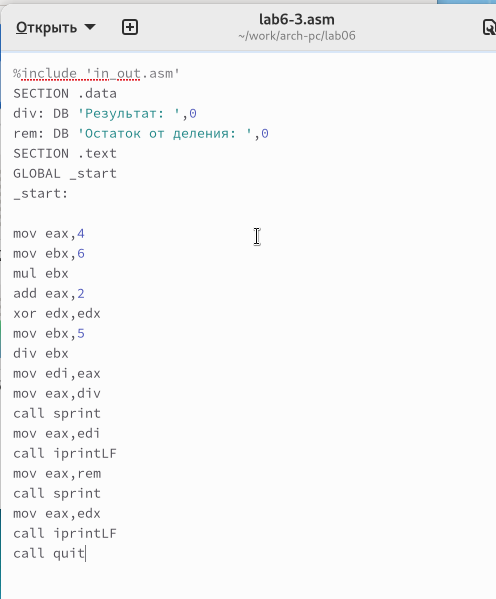 Открыть
lab6-3.asm
~/work/arch-pc/lab06
%include 'in_out.asm'
SECTION .data
div: DB 'Результат: ',0
rem: DB 'Остаток от деления: ',0
SECTION .text
GLOBAL _start
_start:
mov eax,4
mov ebx,6
mul ebx
add eax,2
xor edx,edx
mov ebx,5
div ebx
mov edi,eax
mov eax,div
call sprint
mov eax,edi
call iprintLF
mov eax,rem
call sprint
mov eax,edx
call iprintLF
call quit